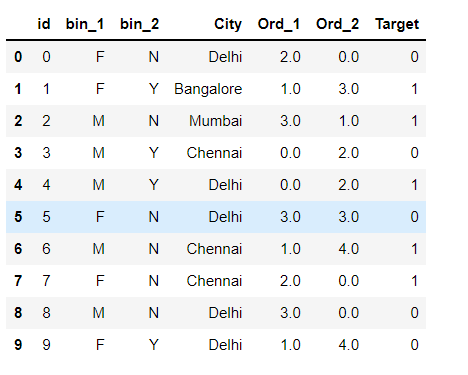 id bin_1 bin_2 City Ord_1 Ord_2 Target
0 0 F N Delhi 2.0 0.0 0
1 1 F Y Bangalore 1.0 3.0 1
2 2 M N Mumbai 3.0 1.0 1
3 3 M Y Chennai 0.0 2.0 0
4 4 M Y Delhi 0.0 2.0 1
5 5 F N Delhi 3.0 3.0 0
6 6 M N Chennai 1.0 4.0 1
7 7 F N Chennai 2.0 0.0 1
8 8 M N Delhi 3.0 0.0 0
9 9 F Y Delhi 1.0 4.0 0